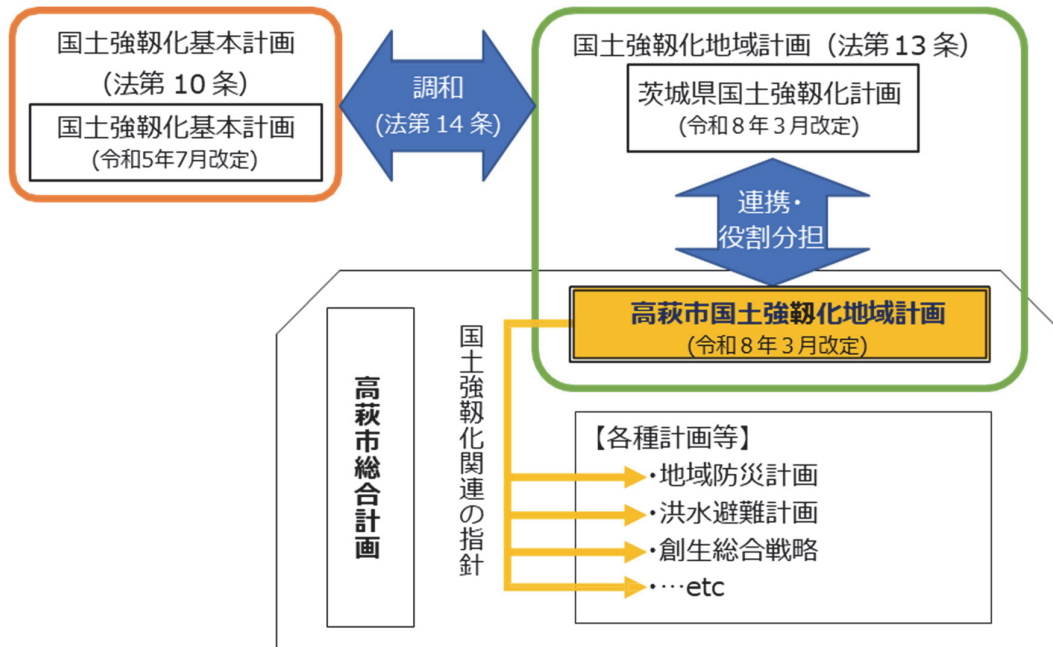 国土強靱化基本計画
（法第 10 条）
国土強靱化基本計画
(令和5年7月改定)
調和
(法第 14 条)
国土強靱化地域計画（法第 13 条）
茨城県国土強靱化計画
(令和８年３月改定)
連携・
役割分担
高萩市国土強靱化地域計画
(令和８年３月改定)
高萩市総合計画
国土強靱化関連の指針
【各種計画等】
・地域防災計画
・洪水避難計画
・創生総合戦略
・…etc